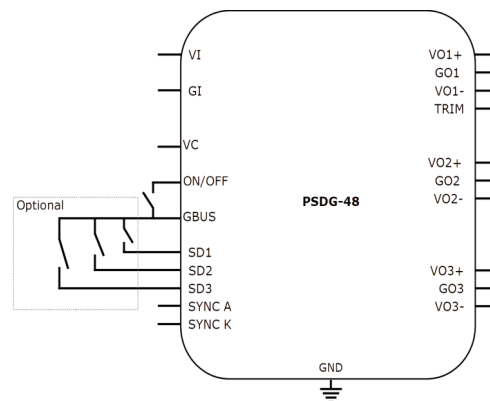 VI
GI
VC
ON/OFF
Optional
GBUS
SD1
SD2
SD3
SYNC A
SYNC K
PSDG-48
VO1+
GO1
VO1-
TRIM
VO2+
GO2
VO2-
VO3+
GO3
VO3-
GND